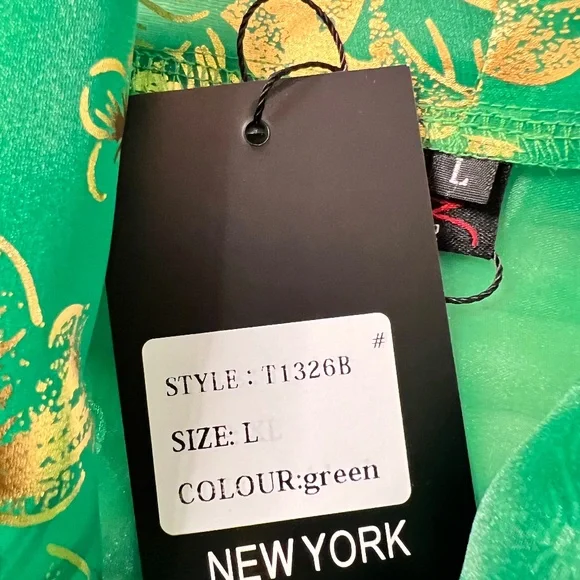 L
#
STYLE : T1326B
SIZE: L
COLOUR:green
NEW YORK